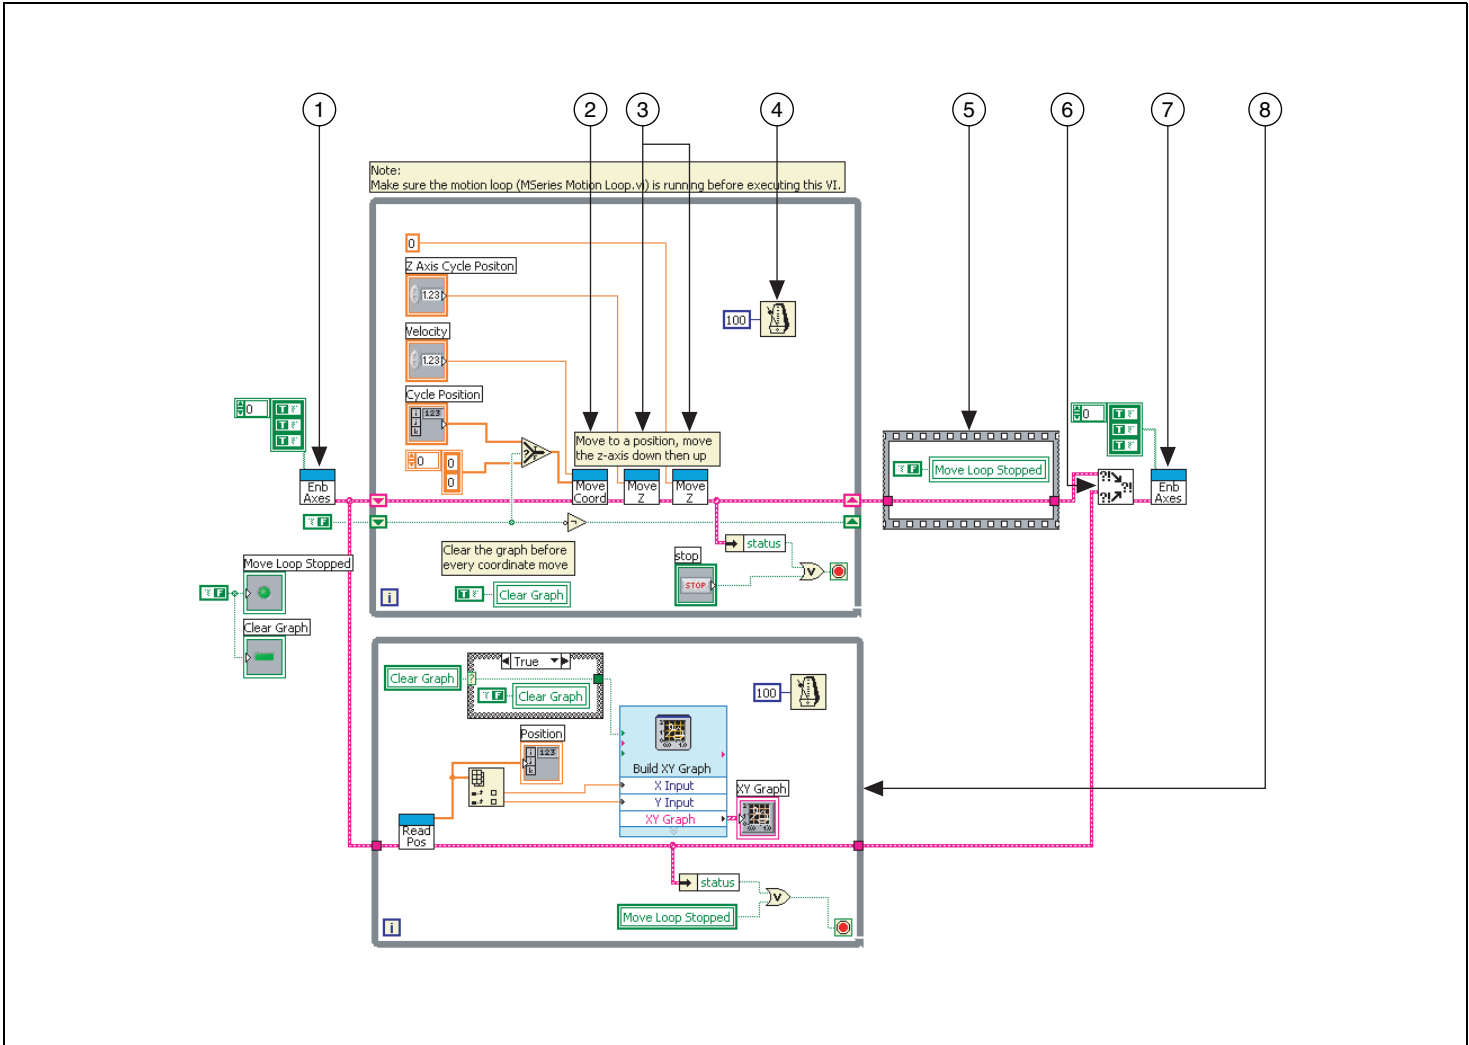 1
2
3
4
5
6
7
8
Note:
Make sure the motion loop (MSeries Motion Loop.vi) is running before executing this VI.
0
Z Axis Cycle Positon
1.23
100
Velocity
1.23
Cycle Position
i 123
j
k
0
T
T
T
0
0
0
?
Move to a position, move
the z-axis down then up
Enb
Axes
Move
Coord
Move
Z
Move
Z
F
Move Loop Stopped
?!
?!
?!
0
T
T
T
Enb
Axes
F
Clear the graph before
every coordinate move
T
Clear Graph
status
stop
STOP
V
i
Move Loop Stopped
F
Clear Graph
True
Clear Graph
?
F
Clear Graph
100
Position
i 123
j
k
Build XY Graph
X Input
Y Input
XY Graph
XY Graph
Read
Pos
status
V
Move Loop Stopped
i